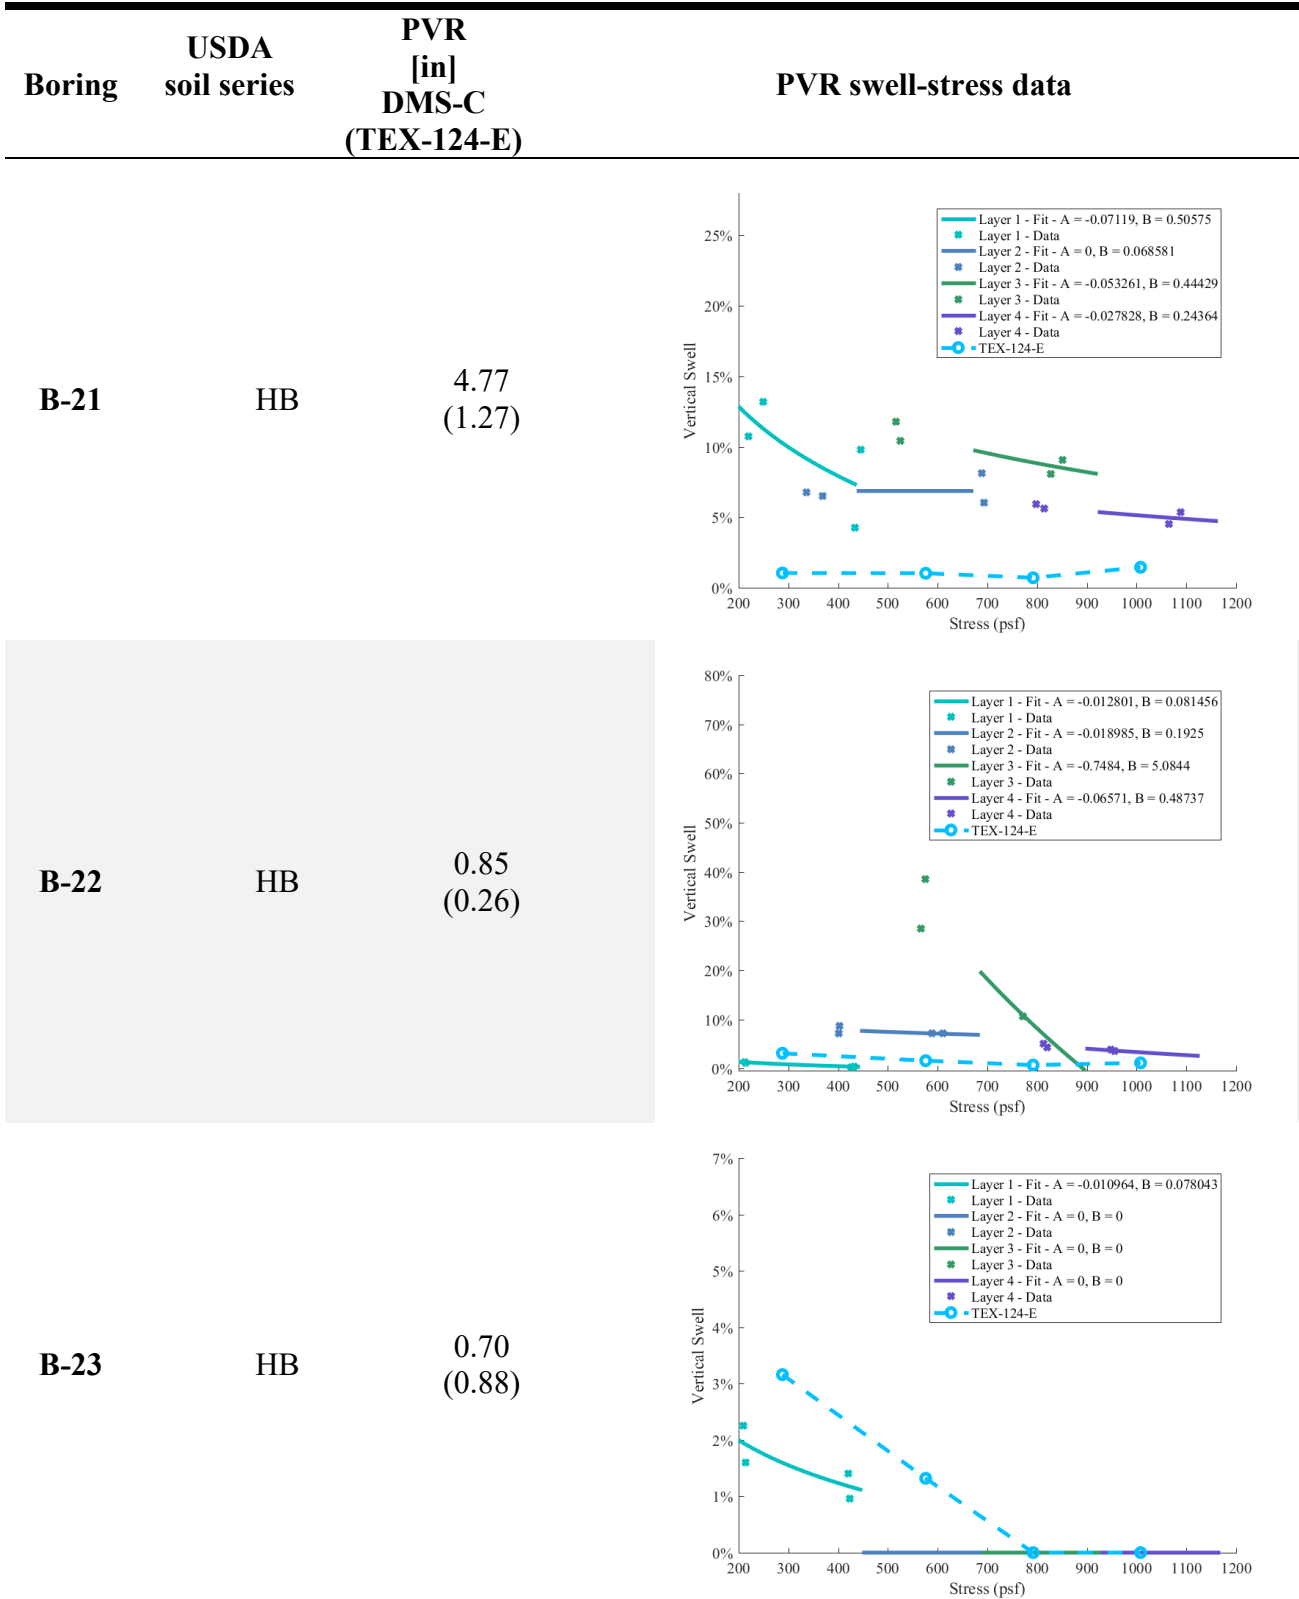 Boring
USDA
soil series
PVR
[in]
DMS-C
(TEX-124-E)
PVR swell-stress data
B-21
HB
4.77
(1.27)
Vertical Swell
25%
20%
15%
10%
5%
0%
Layer 1 - Fit - A = -0.07119, B = 0.50575
Layer 1 - Data
Layer 2 - Fit - A = 0, B = 0.068581
Layer 2 - Data
Layer 3 - Fit - A = -0.053261, B = 0.44429
Layer 3 - Data
Layer 4 - Fit - A = -0.027828, B = 0.24364
Layer 4 - Data
TEX-124-E
200 300 400 500 600 700 800 900 1000 1100 1200
Stress (psf)
B-22
HB
0.85
(0.26)
Vertical Swell
80%
70%
60%
50%
40%
30%
20%
10%
0%
Layer 1 - Fit - A = -0.012801, B = 0.081456
Layer 1 - Data
Layer 2 - Fit - A = -0.018985, B = 0.1925
Layer 2 - Data
Layer 3 - Fit - A = -0.7484, B = 5.0844
Layer 3 - Data
Layer 4 - Fit - A = -0.06571, B = 0.48737
Layer 4 - Data
TEX-124-E
200 300 400 500 600 700 800 900 1000 1100 1200
Stress (psf)
B-23
HB
0.70
(0.88)
Vertical Swell
7%
6%
5%
4%
3%
2%
1%
0%
Layer 1 - Fit - A = -0.010964, B = 0.078043
Layer 1 - Data
Layer 2 - Fit - A = 0, B = 0
Layer 2 - Data
Layer 3 - Fit - A = 0, B = 0
Layer 3 - Data
Layer 4 - Fit - A = 0, B = 0
Layer 4 - Data
TEX-124-E
200 300 400 500 600 700 800 900 1000 1100 1200
Stress (psf)